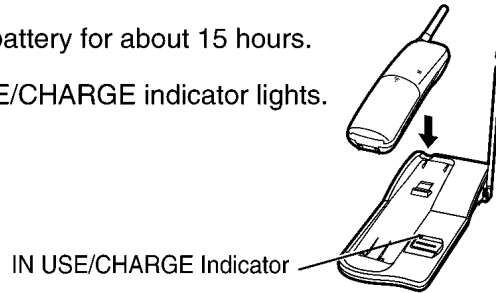 battery for about 15 hours.
E/CHARGE indicator lights.
IN USE/CHARGE Indicator